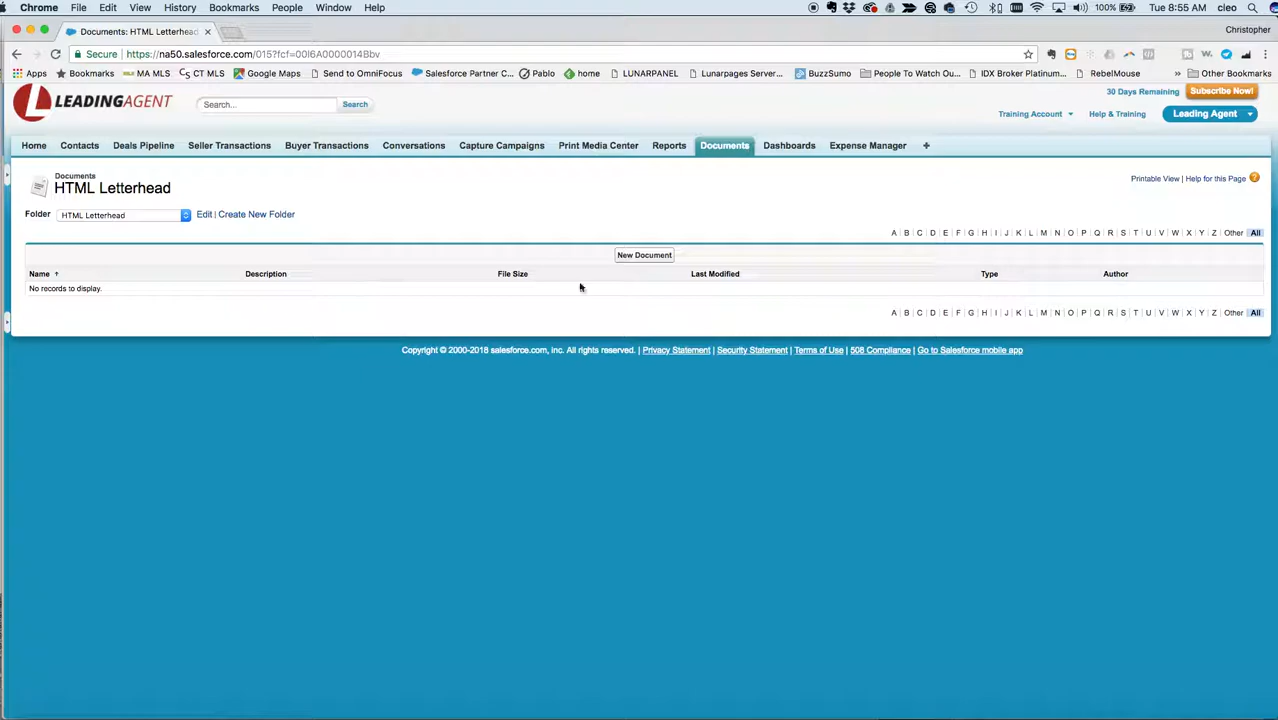 Chrome File Edit View History Bookmarks People Window Help 100% Tue 8:55 AM cleo
Documents: HTML Letterhead Christopher
Secure https://na50.salesforce.com/015?fcf=00I6A0000014Bbv
Apps Bookmarks MA MLS CT MLS Google Maps Send to OmniFocus Salesforce Partner C... Pablo home LUNARPANEL Lunarpages Server... BuzzSumo People To Watch Ou... IDX Broker Platinum... RebelMouse » Other Bookmarks
LEADINGAGENT Search... Search 30 Days Remaining Subscribe Now!
Training Account Help & Training Leading Agent
Home Contacts Deals Pipeline Seller Transactions Buyer Transactions Conversations Capture Campaigns Print Media Center Reports Documents Dashboards Expense Manager +
Documents
HTML Letterhead Printable View | Help for this Page ?
Folder HTML Letterhead Edit | Create New Folder
A | B | C | D | E | F | G | H | I | J | K | L | M | N | O | P | Q | R | S | T | U | V | W | X | Y | Z | Other All
New Document
Name Description File Size Last Modified Type Author
No records to display.
A | B | C | D | E | F | G | H | I | J | K | L | M | N | O | P | Q | R | S | T | U | V | W | X | Y | Z | Other All
Copyright © 2000-2018 salesforce.com, inc. All rights reserved. | Privacy Statement | Security Statement | Terms of Use | 508 Compliance | Go to Salesforce mobile app